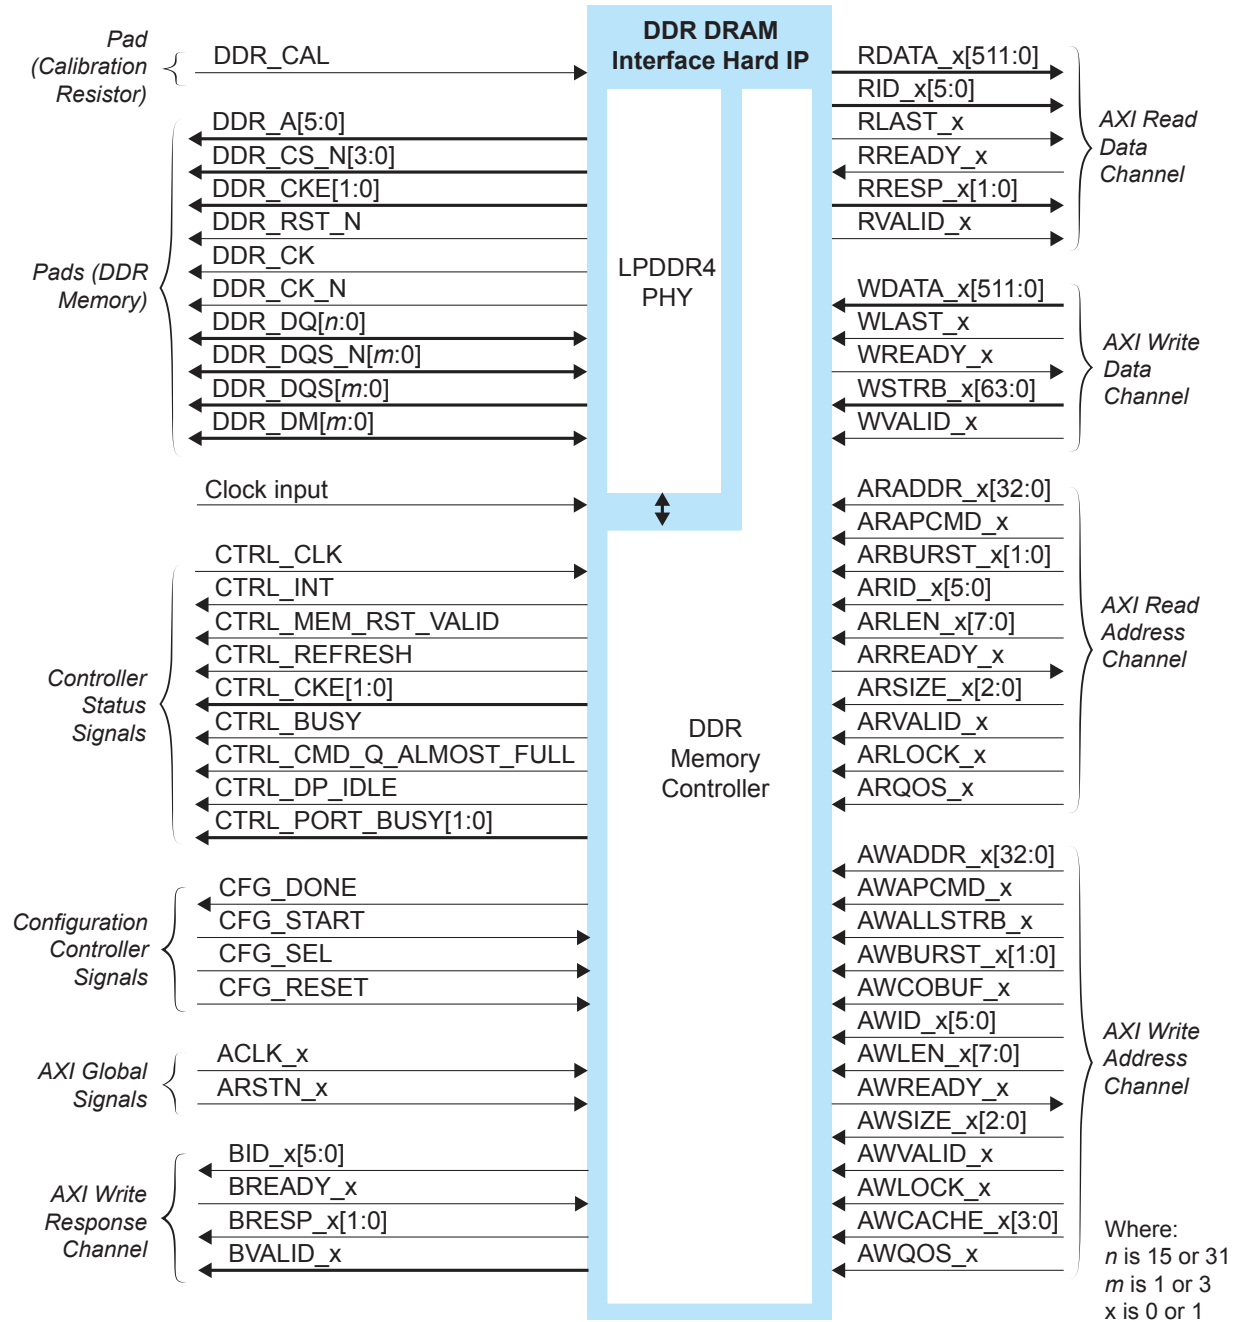 Pad
(Calibration
Resistor)
DDR_CAL
DDR_A[5:0]
DDR_CS_N[3:0]
DDR_CKE[1:0]
DDR_RST_N
DDR_CK
DDR_CK_N
DDR_DQ[n:0]
DDR_DQS_N[m:0]
DDR_DQS[m:0]
DDR_DM[m:0]
Pads (DDR
Memory)
Clock input
CTRL_CLK
CTRL_INT
CTRL_MEM_RST_VALID
CTRL_REFRESH
CTRL_CKE[1:0]
CTRL_BUSY
CTRL_CMD_Q_ALMOST_FULL
CTRL_DP_IDLE
CTRL_PORT_BUSY[1:0]
Controller
Status
Signals
CFG_DONE
CFG_START
CFG_SEL
CFG_RESET
Configuration
Controller
Signals
ACLK_x
ARSTN_x
AXI Global
Signals
BID_x[5:0]
BREADY_x
BRESP_x[1:0]
BVALID_x
AXI Write
Response
Channel
DDR DRAM
Interface Hard IP
LPDDR4
PHY
DDR
Memory
Controller
RDATA_x[511:0]
RID_x[5:0]
RLAST_x
RREADY_x
RRESP_x[1:0]
RVALID_x
AXI Read
Data
Channel
WDATA_x[511:0]
WLAST_x
WREADY_x
WSTRB_x[63:0]
WVALID_x
AXI Write
Data
Channel
ARADDR_x[32:0]
ARAPCMD_x
ARBURST_x[1:0]
ARID_x[5:0]
ARLEN_x[7:0]
ARREADY_x
ARSIZE_x[2:0]
ARVALID_x
ARLOCK_x
ARQOS_x
AXI Read
Address
Channel
AWADDR_x[32:0]
AWAPCMD_x
AWALLSTRB_x
AWBURST_x[1:0]
AWCOBUF_x
AWID_x[5:0]
AWLEN_x[7:0]
AWREADY_x
AWSIZE_x[2:0]
AWVALID_x
AWLOCK_x
AWCACHE_x[3:0]
AWQOS_x
AXI Write
Address
Channel
Where:
n is 15 or 31
m is 1 or 3
x is 0 or 1